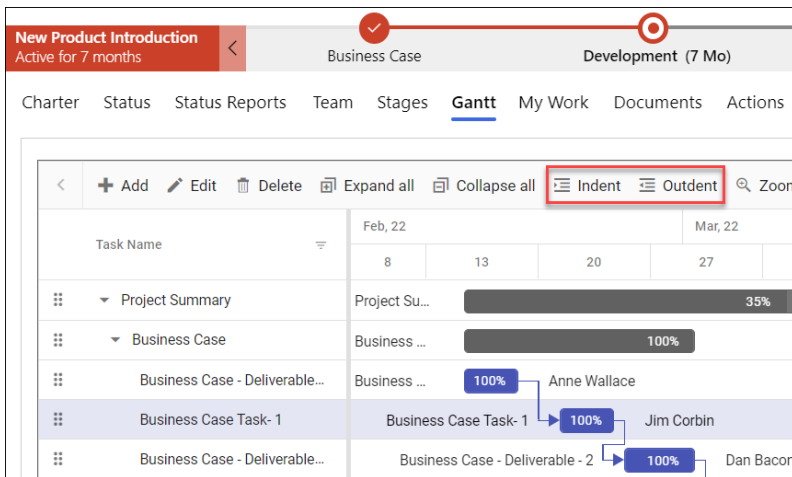 New Product Introduction
Active for 7 months
Business Case
Development (7 Mo)
Charter Status Status Reports Team Stages Gantt My Work Documents Actions
Add Edit Delete Expand all Collapse all Indent Outdent Zoon
Task Name
Feb, 22 Mar, 22
8 13 20 27
Project Summary Project Su... 35%
Business Case Business ... 100%
Business Case - Deliverable... Business ... 100% Anne Wallace
Business Case Task- 1 Business Case Task- 1 100% Jim Corbin
Business Case - Deliverable... Business Case - Deliverable - 2 100% Dan Bacon